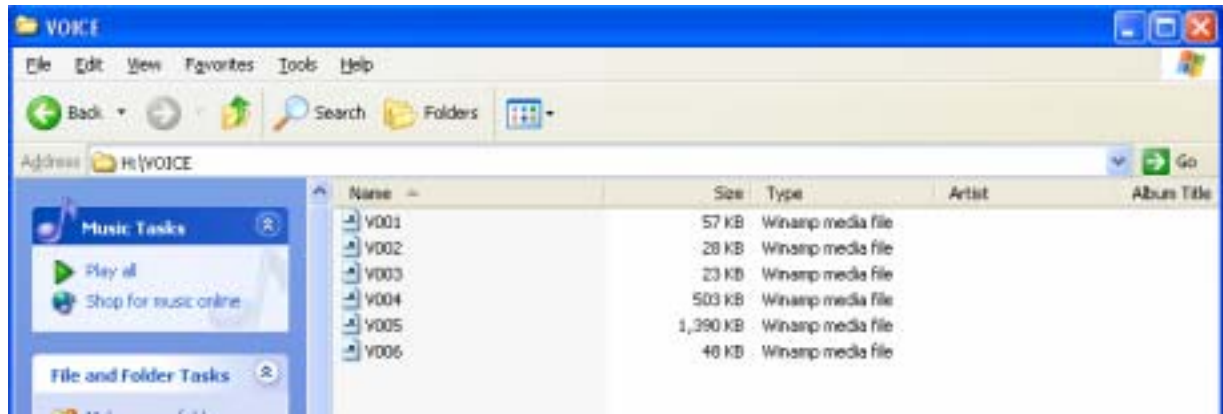 VOICE
File Edit View Favorites Tools Help
Back Search Folders
Address H:\VOICE Go
Name Size Type Artist Album Title
Music Tasks
Play all
Shop for music online
File and Folder Tasks
V001 57 KB Winamp media file
V002 28 KB Winamp media file
V003 23 KB Winamp media file
V004 503 KB Winamp media file
V005 1,390 KB Winamp media file
V006 48 KB Winamp media file